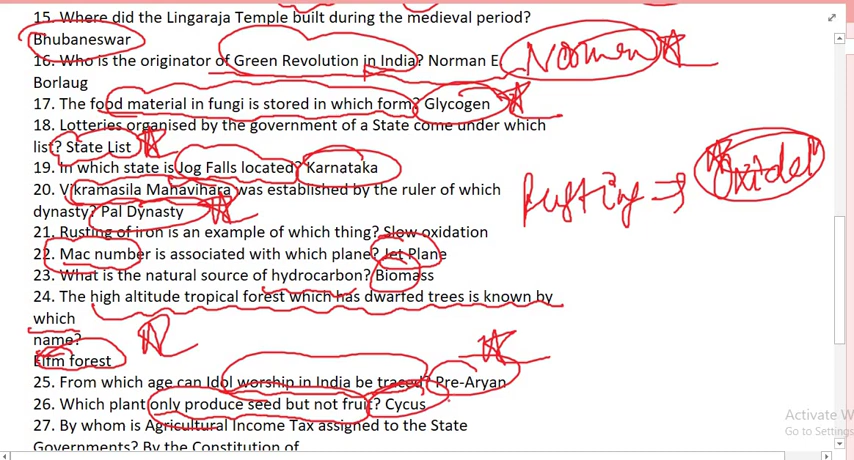 15. Where did the Lingaraja Temple built during the medieval period?
Bhubaneswar
16. Who is the originator of Green Revolution in India? Norman E Normen
Borlaug
17. The food material in fungi is stored in which form? Glycogen
18. Lotteries organised by the government of a State come under which
list? State List
19. In which state is Jog Falls located? Karnataka
20. Vikramasila Mahavihara was established by the ruler of which
dynasty? Pal Dynasty
Rusting →
21. Rusting of iron is an example of which thing? Slow oxidation
22. Mac number is associated with which plane? Jet Plane
23. What is the natural source of hydrocarbon? Biomass
24. The high altitude tropical forest which has dwarfed trees is known by
which
name?
Elfm forest
25. From which age can Idol worship in India be traced? Pre-Aryan
26. Which plant only produce seed but not fruit? Cycus
27. By whom is Agricultural Income Tax assigned to the State
Governments? By the Constitution of
Activate W
Go to Settings